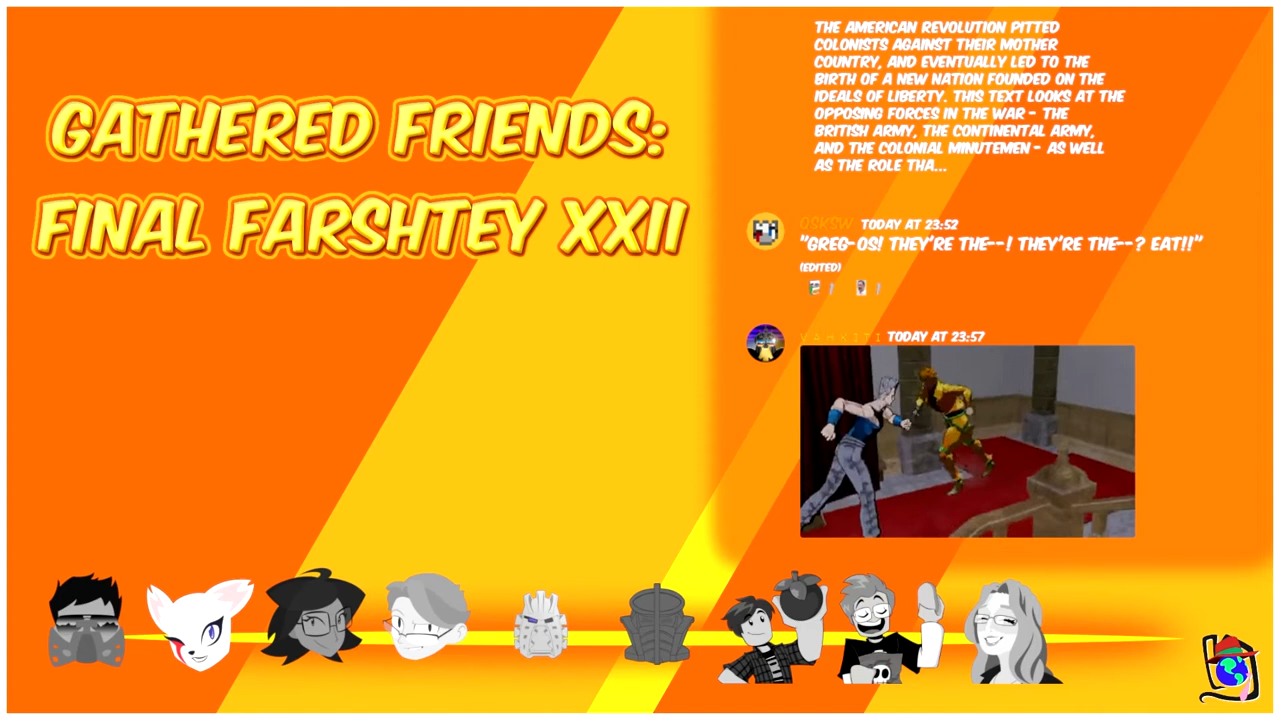 GATHERED FRIENDS:
FINAL FARSHTEY XXII
THE AMERICAN REVOLUTION PITTED
COLONISTS AGAINST THEIR MOTHER
COUNTRY, AND EVENTUALLY LED TO THE
BIRTH OF A NEW NATION FOUNDED ON THE
IDEALS OF LIBERTY. THIS TEXT LOOKS AT THE
OPPOSING FORCES IN THE WAR - THE
BRITISH ARMY, THE CONTINENTAL ARMY,
AND THE COLONIAL MINUTEMEN - AS WELL
AS THE ROLE THA...
OSKSW TODAY AT 23:52
"GREG-OS! THEY'RE THE--! THEY'RE THE--? EAT!!"
(EDITED)
1 1
TODAY AT 23:57